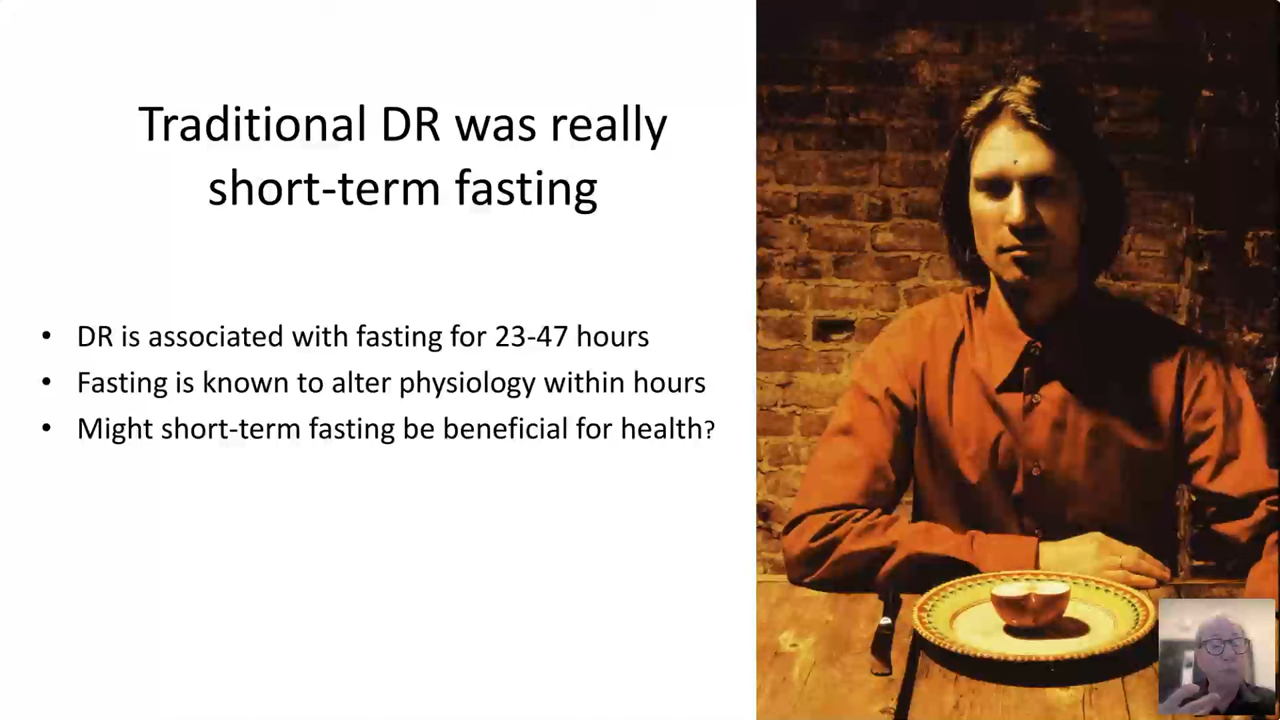 Traditional DR was really
short-term fasting
• DR is associated with fasting for 23-47 hours
• Fasting is known to alter physiology within hours
• Might short-term fasting be beneficial for health?